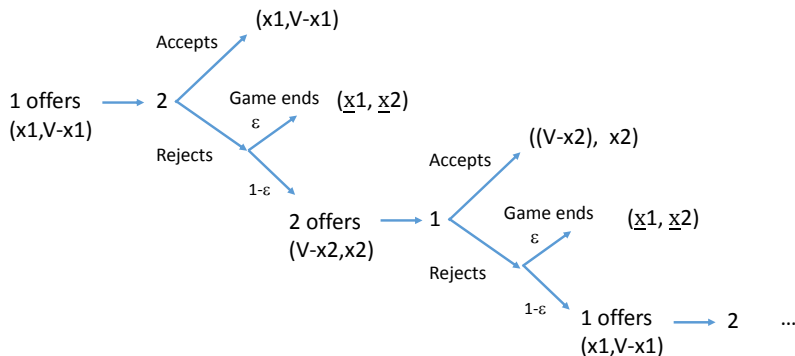 (x1,V-x1)
Accepts
1 offers
(x1,V-x1)
2
Game ends
ε
(x1, x2)
Rejects
1-ε
2 offers
(V-x2,x2)
1
Accepts
((V-x2), x2)
Game ends
ε
(x1, x2)
Rejects
1-ε
1 offers
(x1,V-x1)
2
...